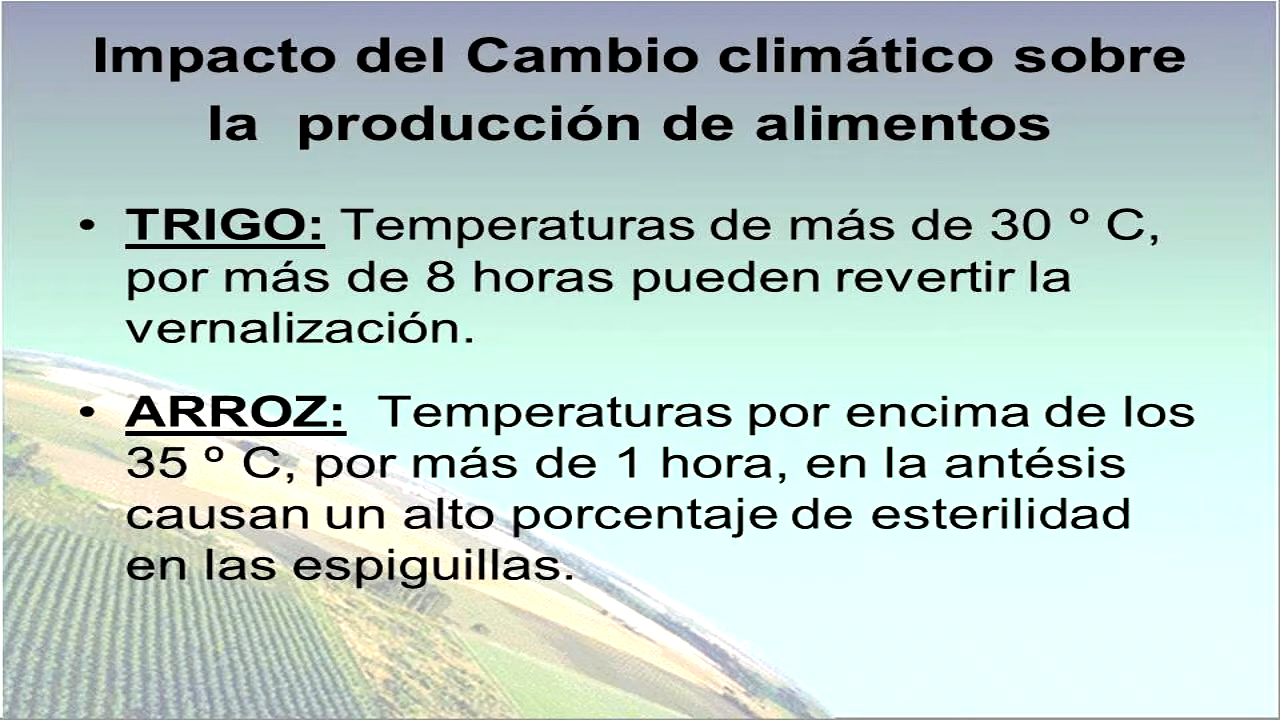 Impacto del Cambio climático sobre
la producción de alimentos
• TRIGO: Temperaturas de más de 30 º C,
por más de 8 horas pueden revertir la
vernalización.
• ARROZ: Temperaturas por encima de los
35 º C, por más de 1 hora, en la antésis
causan un alto porcentaje de esterilidad
en las espiguillas.